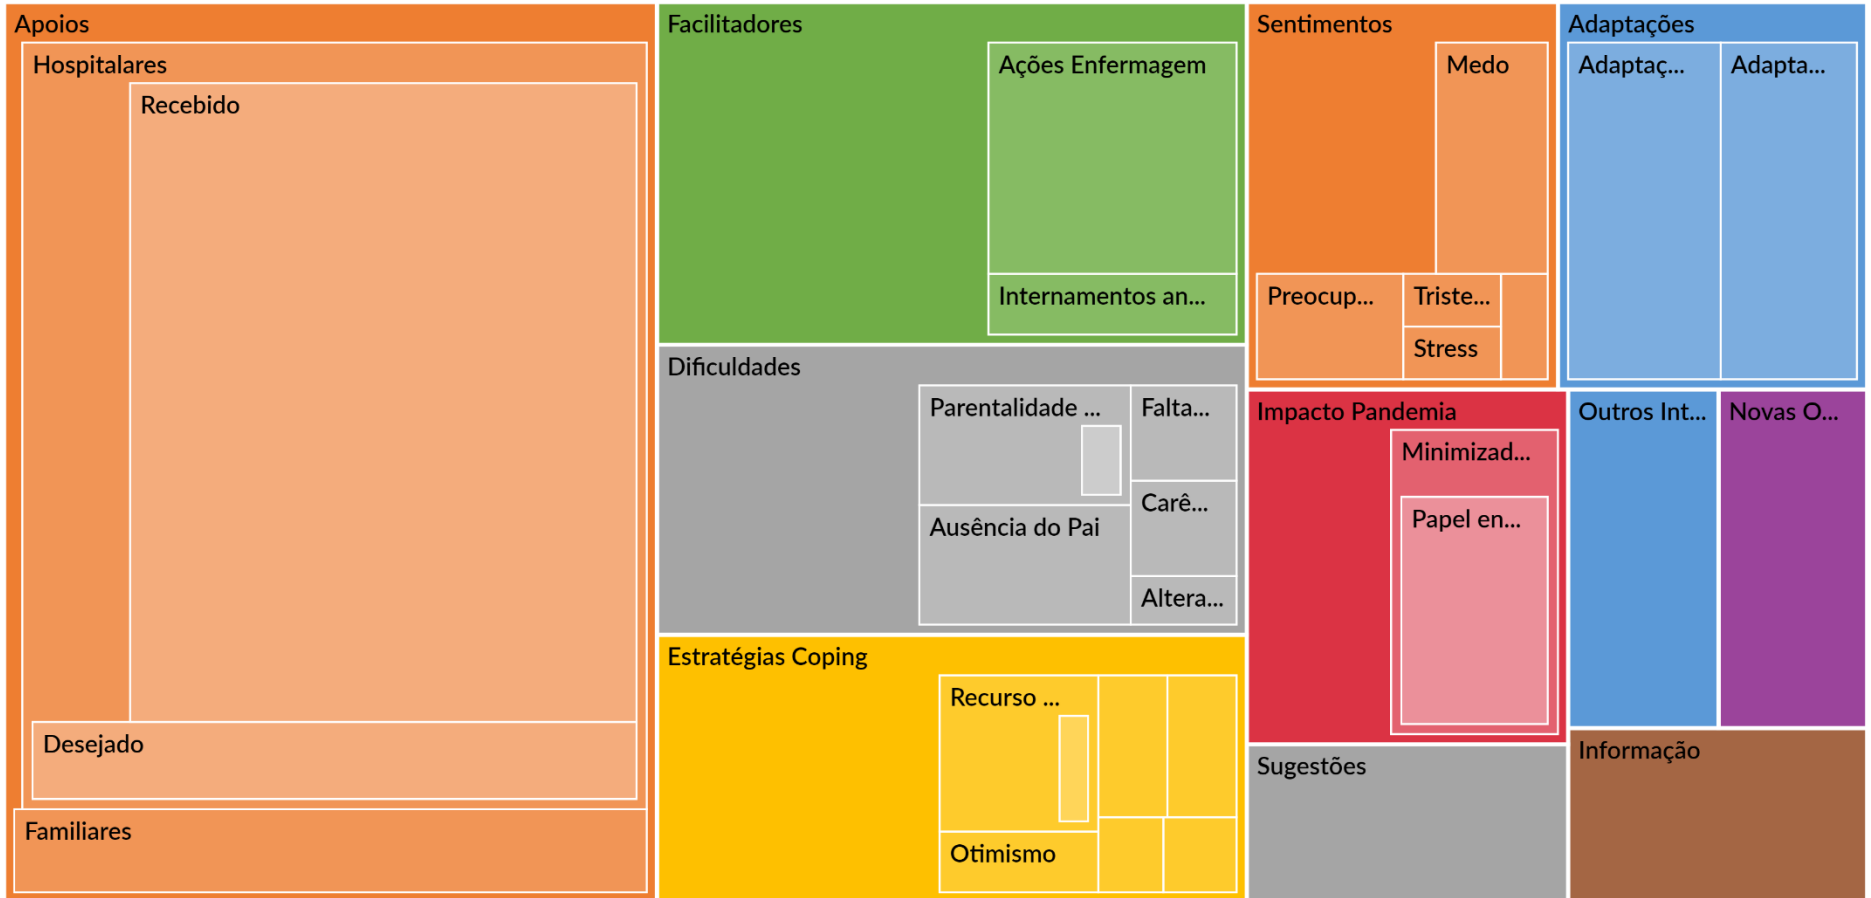 Apoios
Hospitalares
Recebido
Desejado
Familiares
Facilitadores
Ações Enfermagem
Internamentos an...
Dificuldades
Parentalidade ...
Falta...
Carê...
Ausência do Pai
Altera...
Estratégias Coping
Recurso ...
Otimismo
Sentimentos
Medo
Preocup...
Triste...
Stress
Adaptações
Adaptaç...
Adapta...
Impacto Pandemia
Minimizad...
Papel en...
Outros Int...
Novas O...
Sugestões
Informação